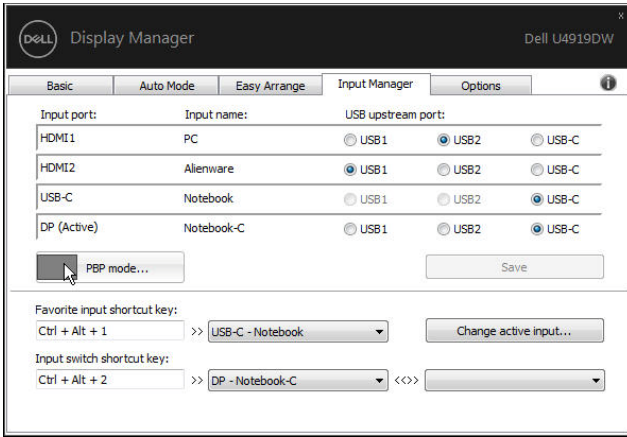 DELL Display Manager Dell U4919DW x
Basic Auto Mode Easy Arrange Input Manager Options i
Input port: Input name: USB upstream port:
HDMI1 PC USB1 USB2 USB-C
HDMI2 Alienware USB1 USB2 USB-C
USB-C Notebook USB1 USB2 USB-C
DP (Active) Notebook-C USB1 USB2 USB-C
PBP mode... Save
Favorite input shortcut key:
Ctrl + Alt + 1 >> USB-C - Notebook Change active input...
Input switch shortcut key:
Ctrl + Alt + 2 >> DP - Notebook-C <<>>